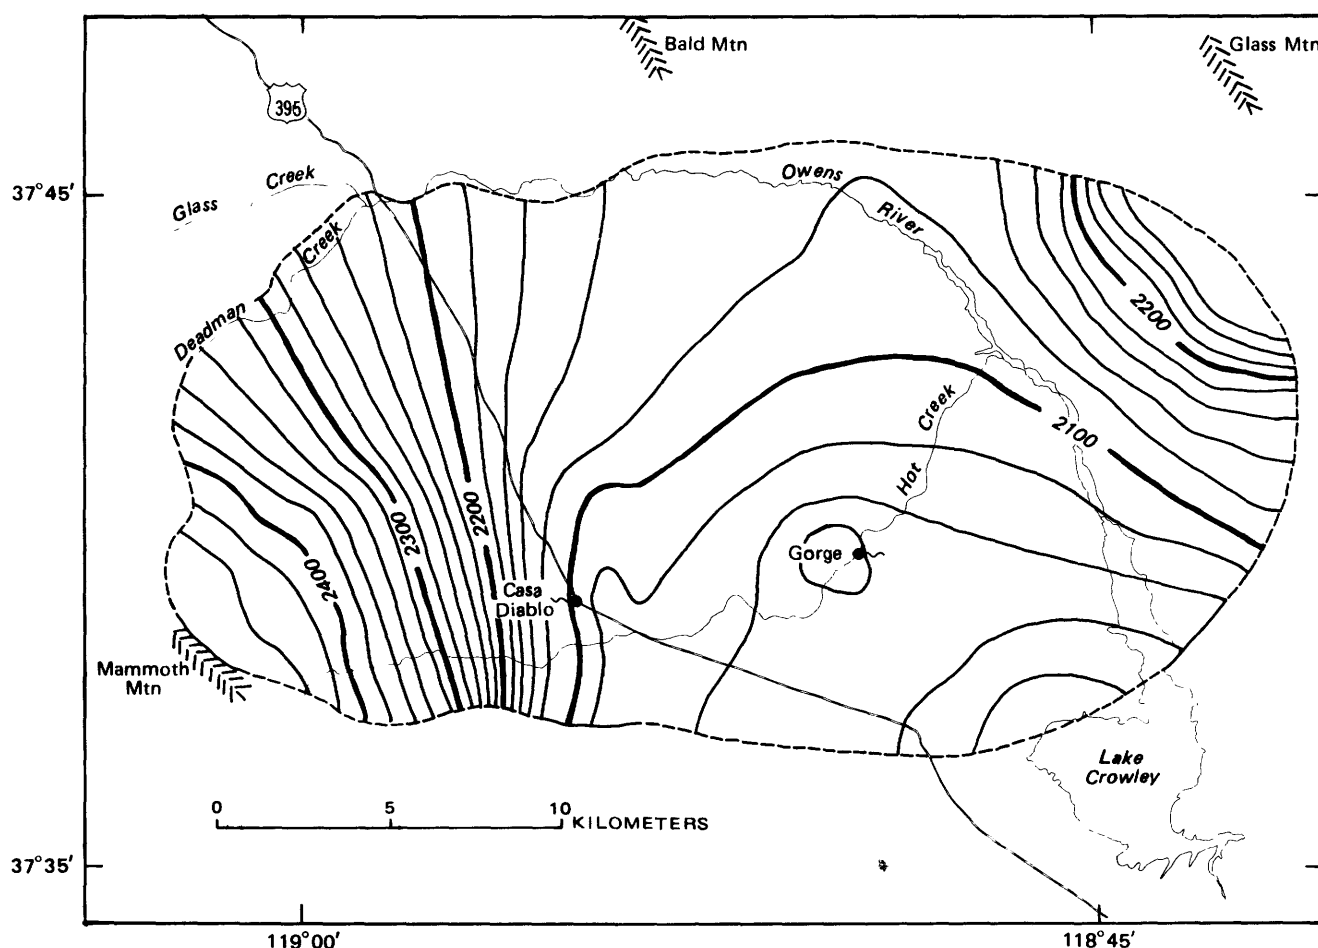 Bald Mtn
Glass Mtn
395
37°45'
Glass
Creek
Owens
River
Deadman
Creek
2200
2100
Creek
Hot
2200
2300
2400
Gorge
Casa
Diablo
Mammoth
Mtn
Lake
Crowley
0 5 10
KILOMETERS
37°35'
119°00' 118°45'